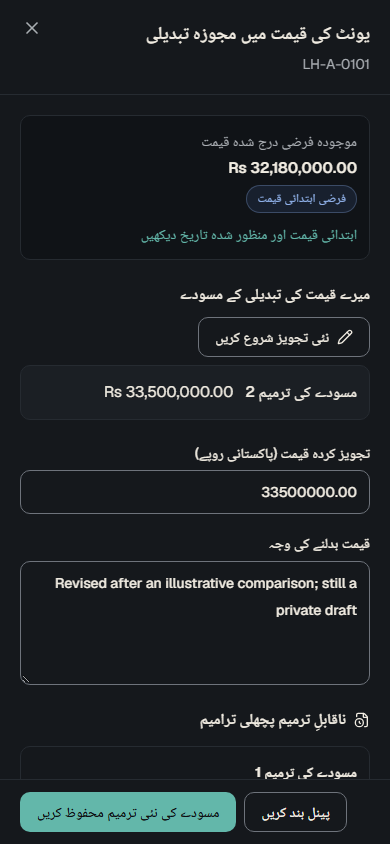 یونٹ کی قیمت میں مجوزہ تبدیلی
LH-A-0101
موجودہ فرضی درج شدہ قیمت
Rs 32,180,000.00
فرضی ابتدائی قیمت
ابتدائی قیمت اور منظور شدہ تاریخ دیکھیں
میرے قیمت کی تبدیلی کے مسودے
نئی تجویز شروع کریں
مسودے کی ترمیم 2 Rs 33,500,000.00
تجویز کردہ قیمت (پاکستانی روپے)
33500000.00
قیمت بدلنے کی وجہ
Revised after an illustrative comparison; still a
private draft
ناقابلِ ترمیم پچھلی ترامیم
مسودے کی ترمیم 1
پینل بند کریں
مسودے کی نئی ترمیم محفوظ کریں